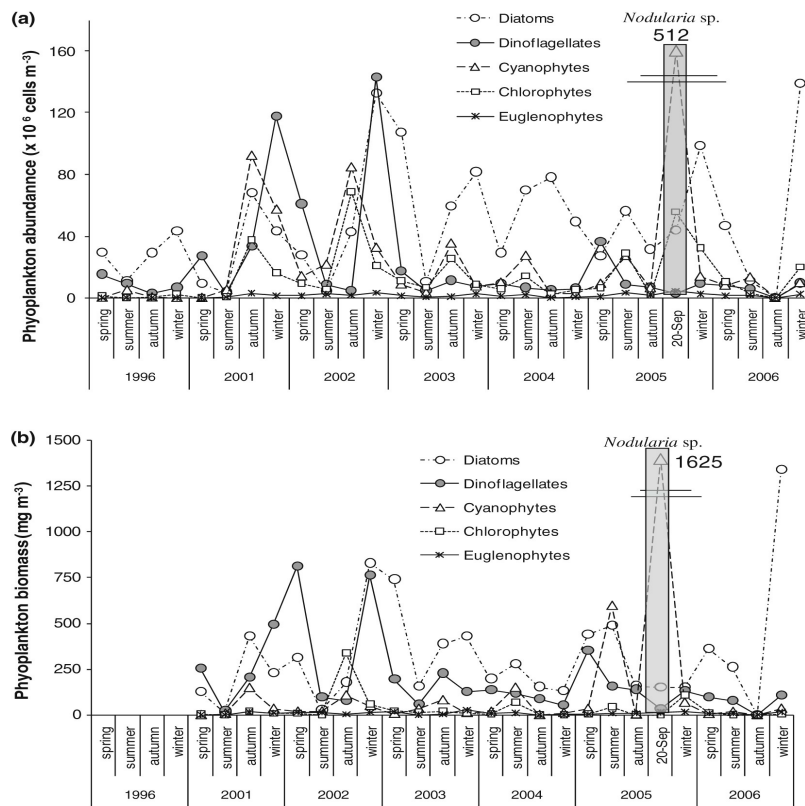 (a)
Nodularia sp.
512
Diatoms
Dinoflagellates
Cyanophytes
Chlorophytes
Euglenophytes
Phyoplankton abundannce (x 10⁶ cells m⁻³)
160
120
80
40
0
spring summer autumn winter spring summer autumn winter spring summer autumn winter spring summer autumn winter spring summer autumn winter spring summer autumn 20-Sep winter spring summer autumn winter
1996 2001 2002 2003 2004 2005 2006
(b)
Nodularia sp.
1625
Diatoms
Dinoflagellates
Cyanophytes
Chlorophytes
Euglenophytes
Phyoplankton biomass (mg m⁻³)
1500
1250
1000
750
500
250
0
spring summer autumn winter spring summer autumn winter spring summer autumn winter spring summer autumn winter spring summer autumn winter spring summer autumn 20-Sep winter spring summer autumn winter
1996 2001 2002 2003 2004 2005 2006